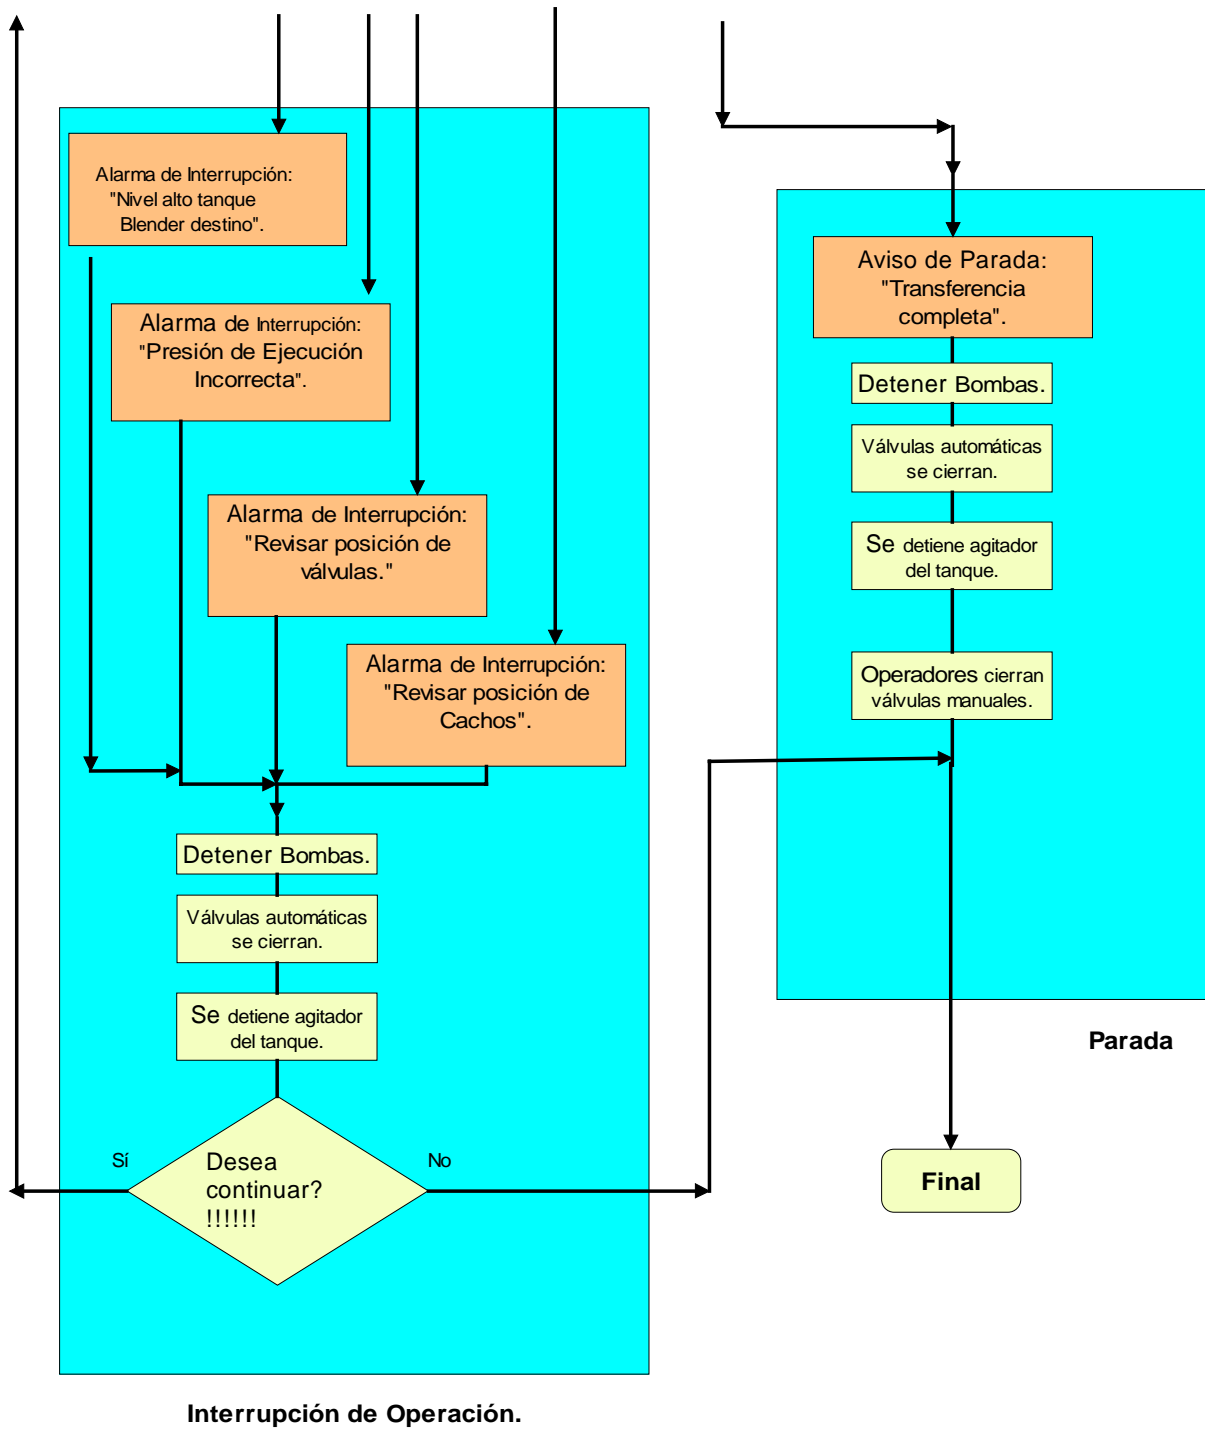 Alarma de Interrupción:
"Nivel alto tanque
Blender destino".
Alarma de Interrupción:
"Presión de Ejecución
Incorrecta".
Alarma de Interrupción:
"Revisar posición de
válvulas."
Alarma de Interrupción:
"Revisar posición de
Cachos".
Detener Bombas.
Válvulas automáticas
se cierran.
Se detiene agitador
del tanque.
Sí
Desea
continuar?
!!!!!!
No
Interrupción de Operación.
Aviso de Parada:
"Transferencia
completa".
Detener Bombas.
Válvulas automáticas
se cierran.
Se detiene agitador
del tanque.
Operadores cierran
válvulas manuales.
Parada
Final